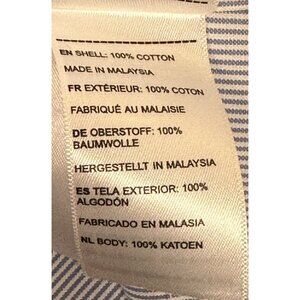 EN SHELL: 100% COTTON
MADE IN MALAYSIA
FR EXTÉRIEUR: 100% COTON
FABRIQUÉ AU MALAISIE
DE OBERSTOFF: 100%
BAUMWOLLE
HERGESTELLT IN MALAYSIA
ES TELA EXTERIOR: 100%
ALGODÓN
FABRICADO EN MALASIA
NL BODY: 100% KATOEN